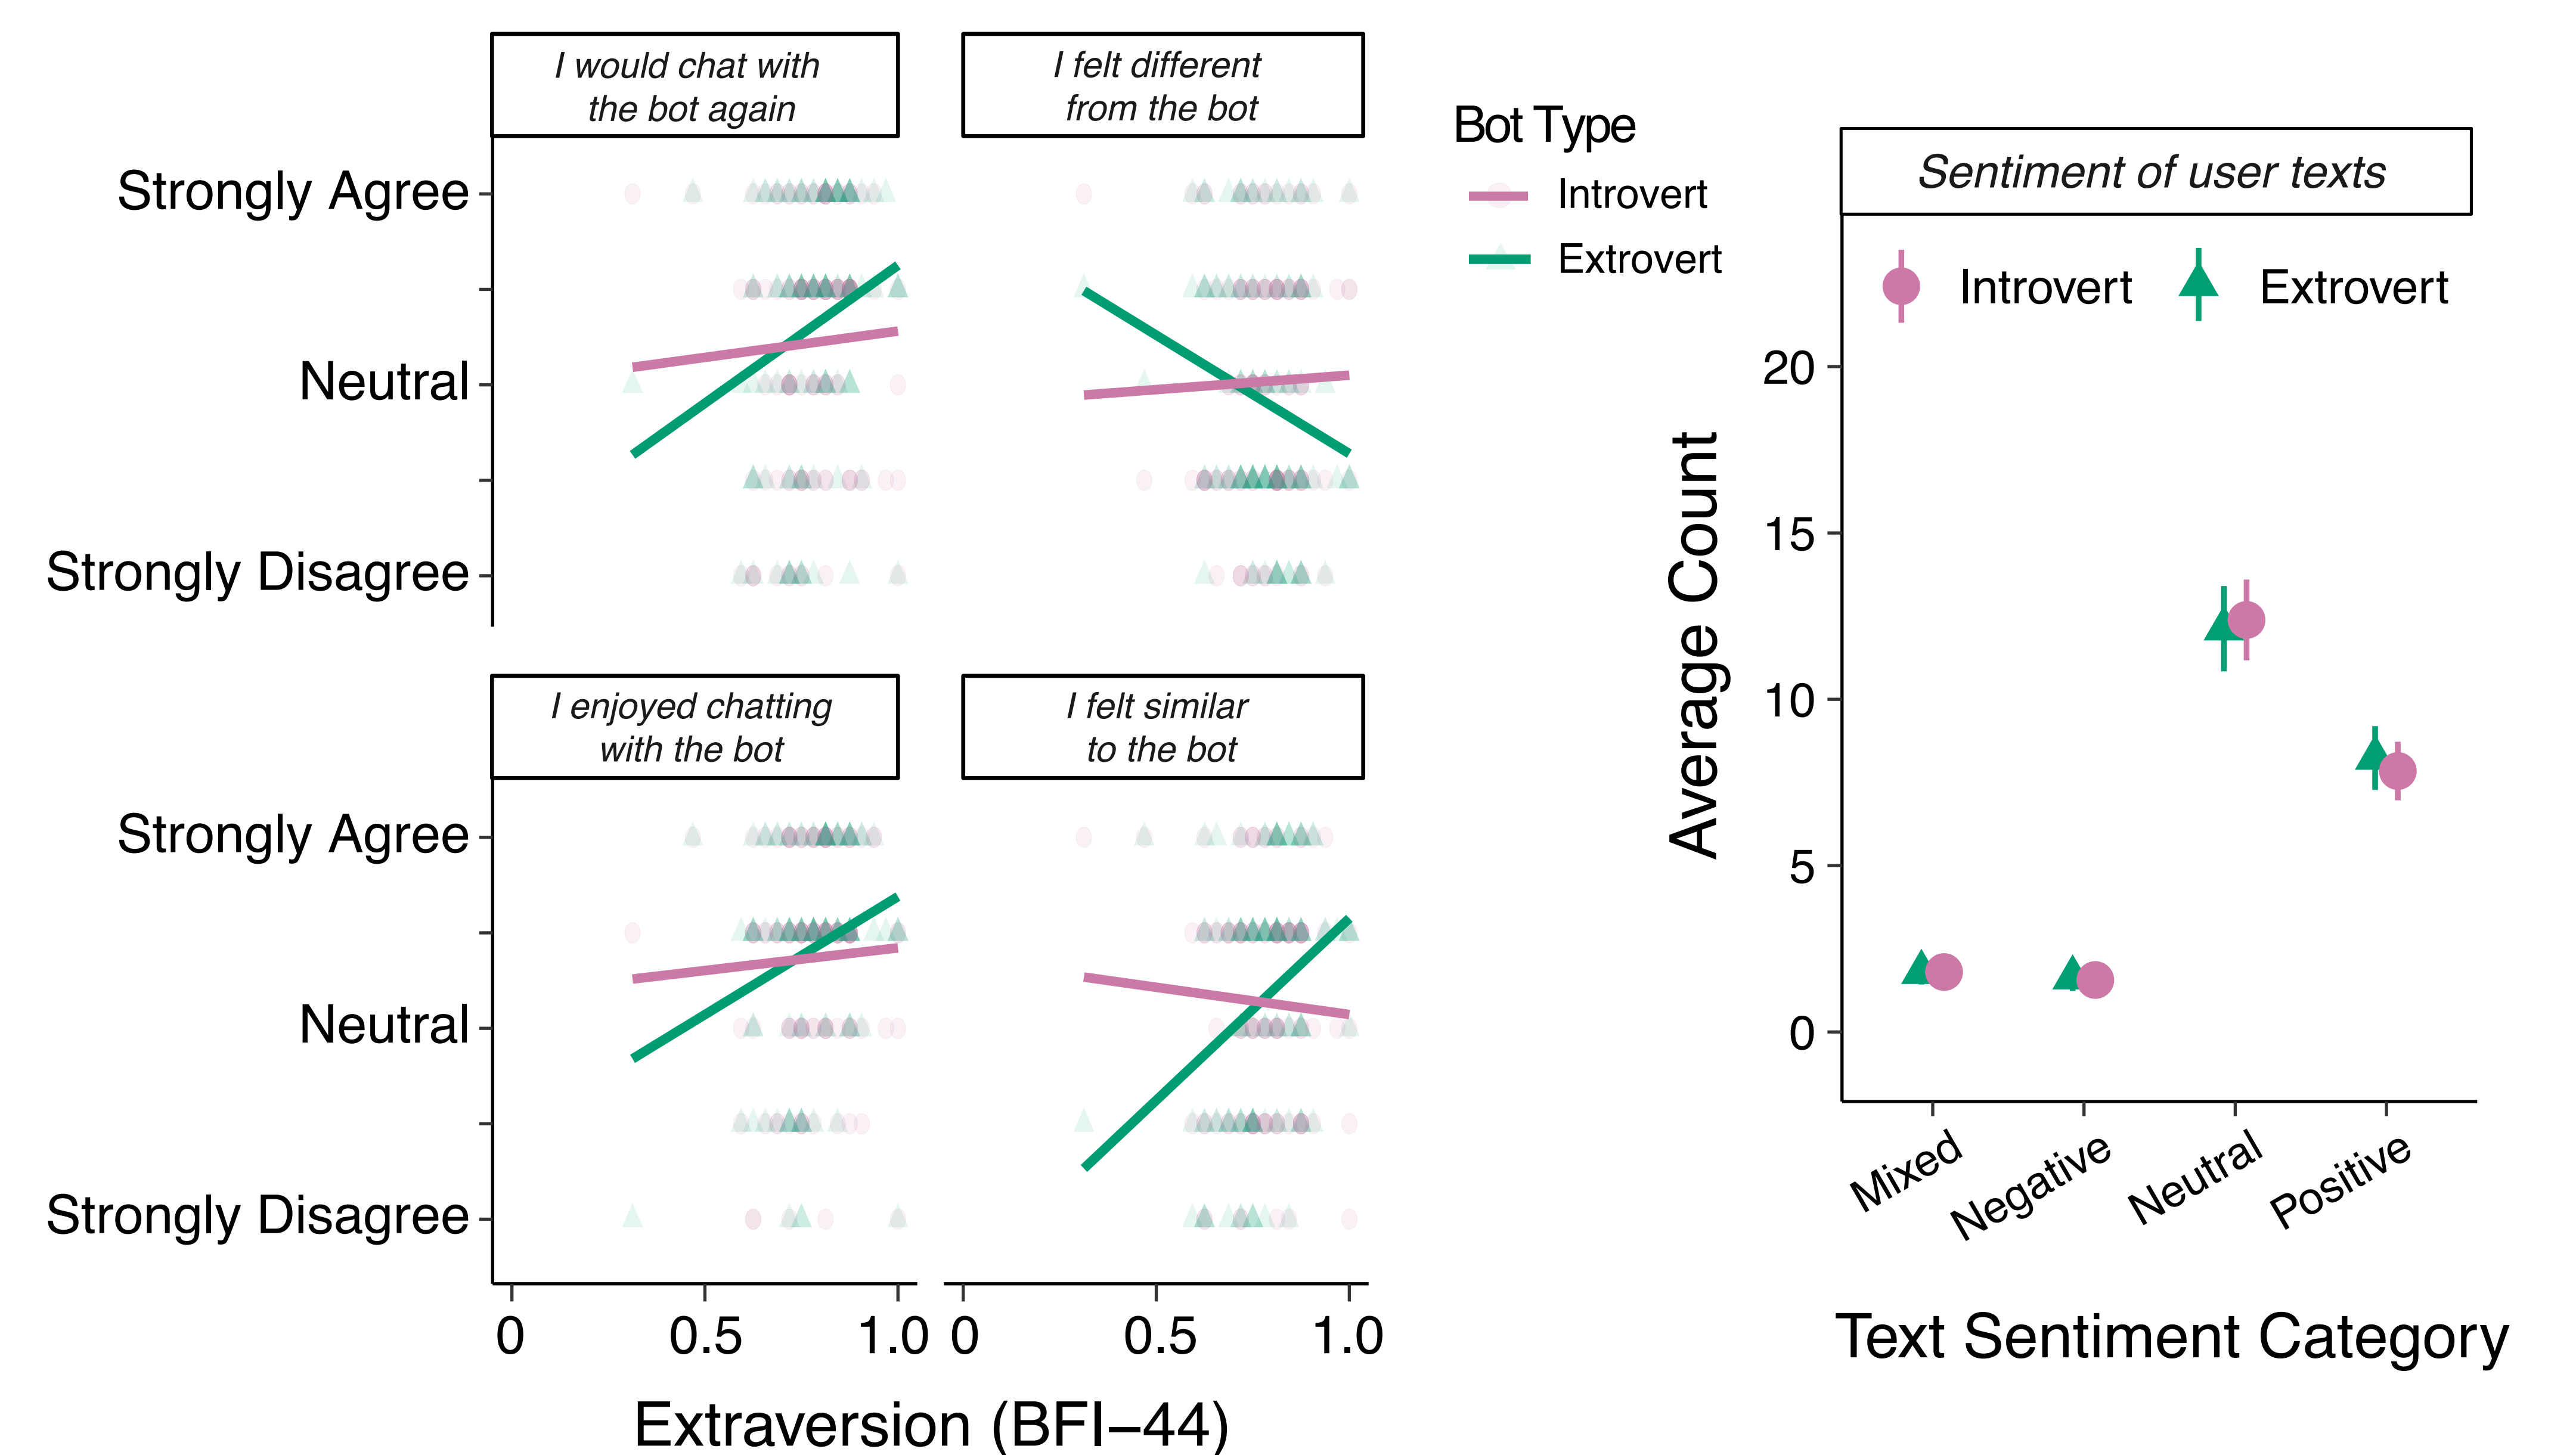 I would chat with
the bot again
I felt different
from the bot
Strongly Agree
Neutral
Strongly Disagree
I enjoyed chatting
with the bot
I felt similar
to the bot
Strongly Agree
Neutral
Strongly Disagree
0 0.5 1.0 0 0.5 1.0
Extraversion (BFI–44)
Bot Type
Introvert
Extrovert
Sentiment of user texts
Introvert Extrovert
Average Count
20
15
10
5
0
Mixed Negative Neutral Positive
Text Sentiment Category